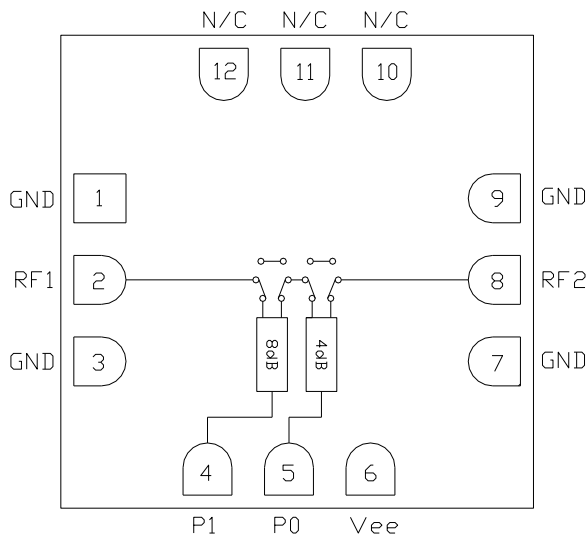 N/C N/C N/C
12 11 10
GND 1 9 GND
RF1 2 8 RF2
GND 3 7 GND
8dB 4dB
4 5 6
P1 P0 Vee